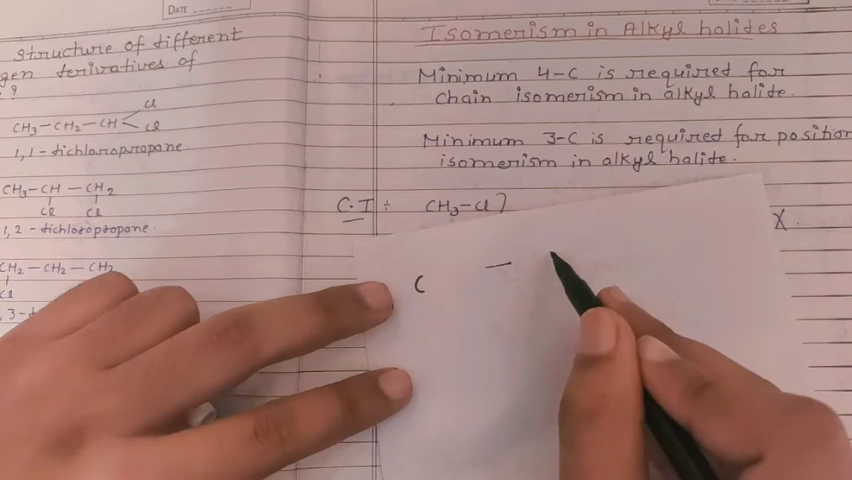 DATE
Structure of different
gen derivatives of
?
Cl
CH₃-CH₂-CH
Cl
1,1-dichloropropane
CH₃-CH-CH₂
Cl Cl
1,2-dichloropropane
CH₂-CH₂-CH₂
Cl
Isomerism in Alkyl halides
Minimum 4-C is required for
chain isomerism in alkyl halide.
Minimum 3-C is required for position
isomerism in alkyl halide.
C.I ÷ CH₃-Cl
X.
C -